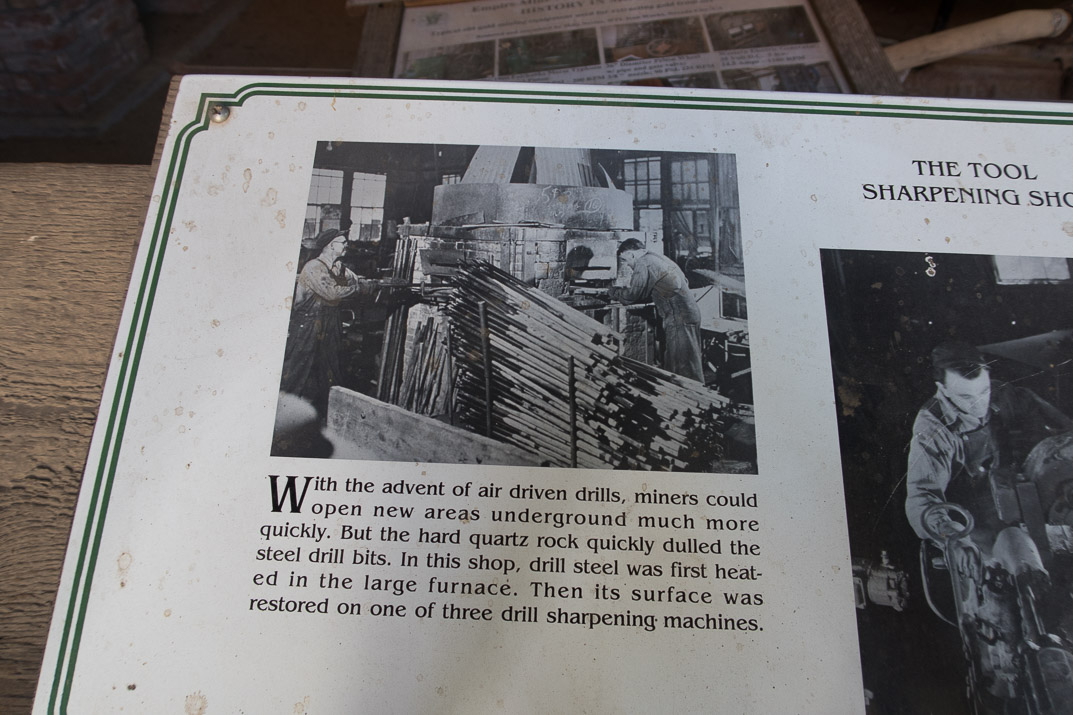 HISTORY IN
THE TOOL
SHARPENING SHO
With the advent of air driven drills, miners could
open new areas underground much more
quickly. But the hard quartz rock quickly dulled the
steel drill bits. In this shop, drill steel was first heat-
ed in the large furnace. Then its surface was
restored on one of three drill sharpening machines.